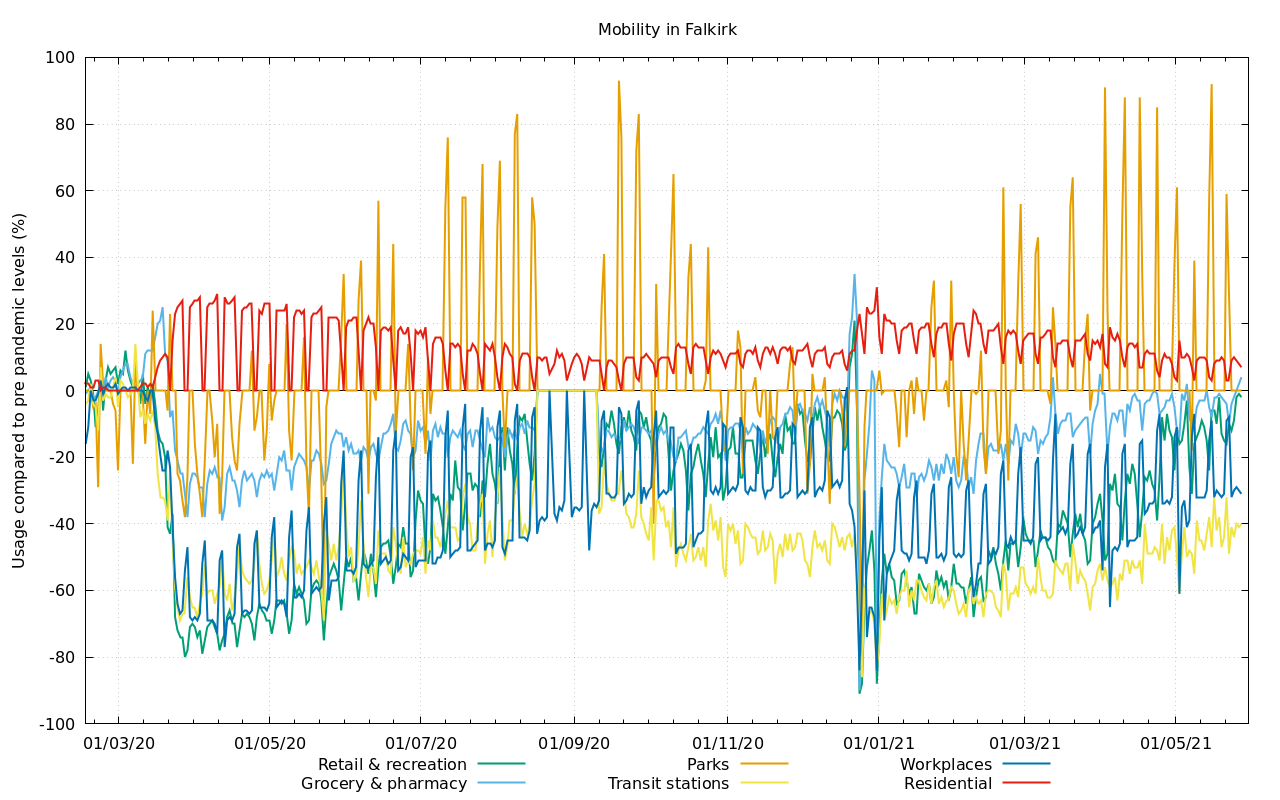 Mobility in Falkirk
Usage compared to pre pandemic levels (%)
100
80
60
40
20
0
-20
-40
-60
-80
-100
01/03/20 01/05/20 01/07/20 01/09/20 01/11/20 01/01/21 01/03/21 01/05/21
Retail & recreation Parks Workplaces
Grocery & pharmacy Transit stations Residential